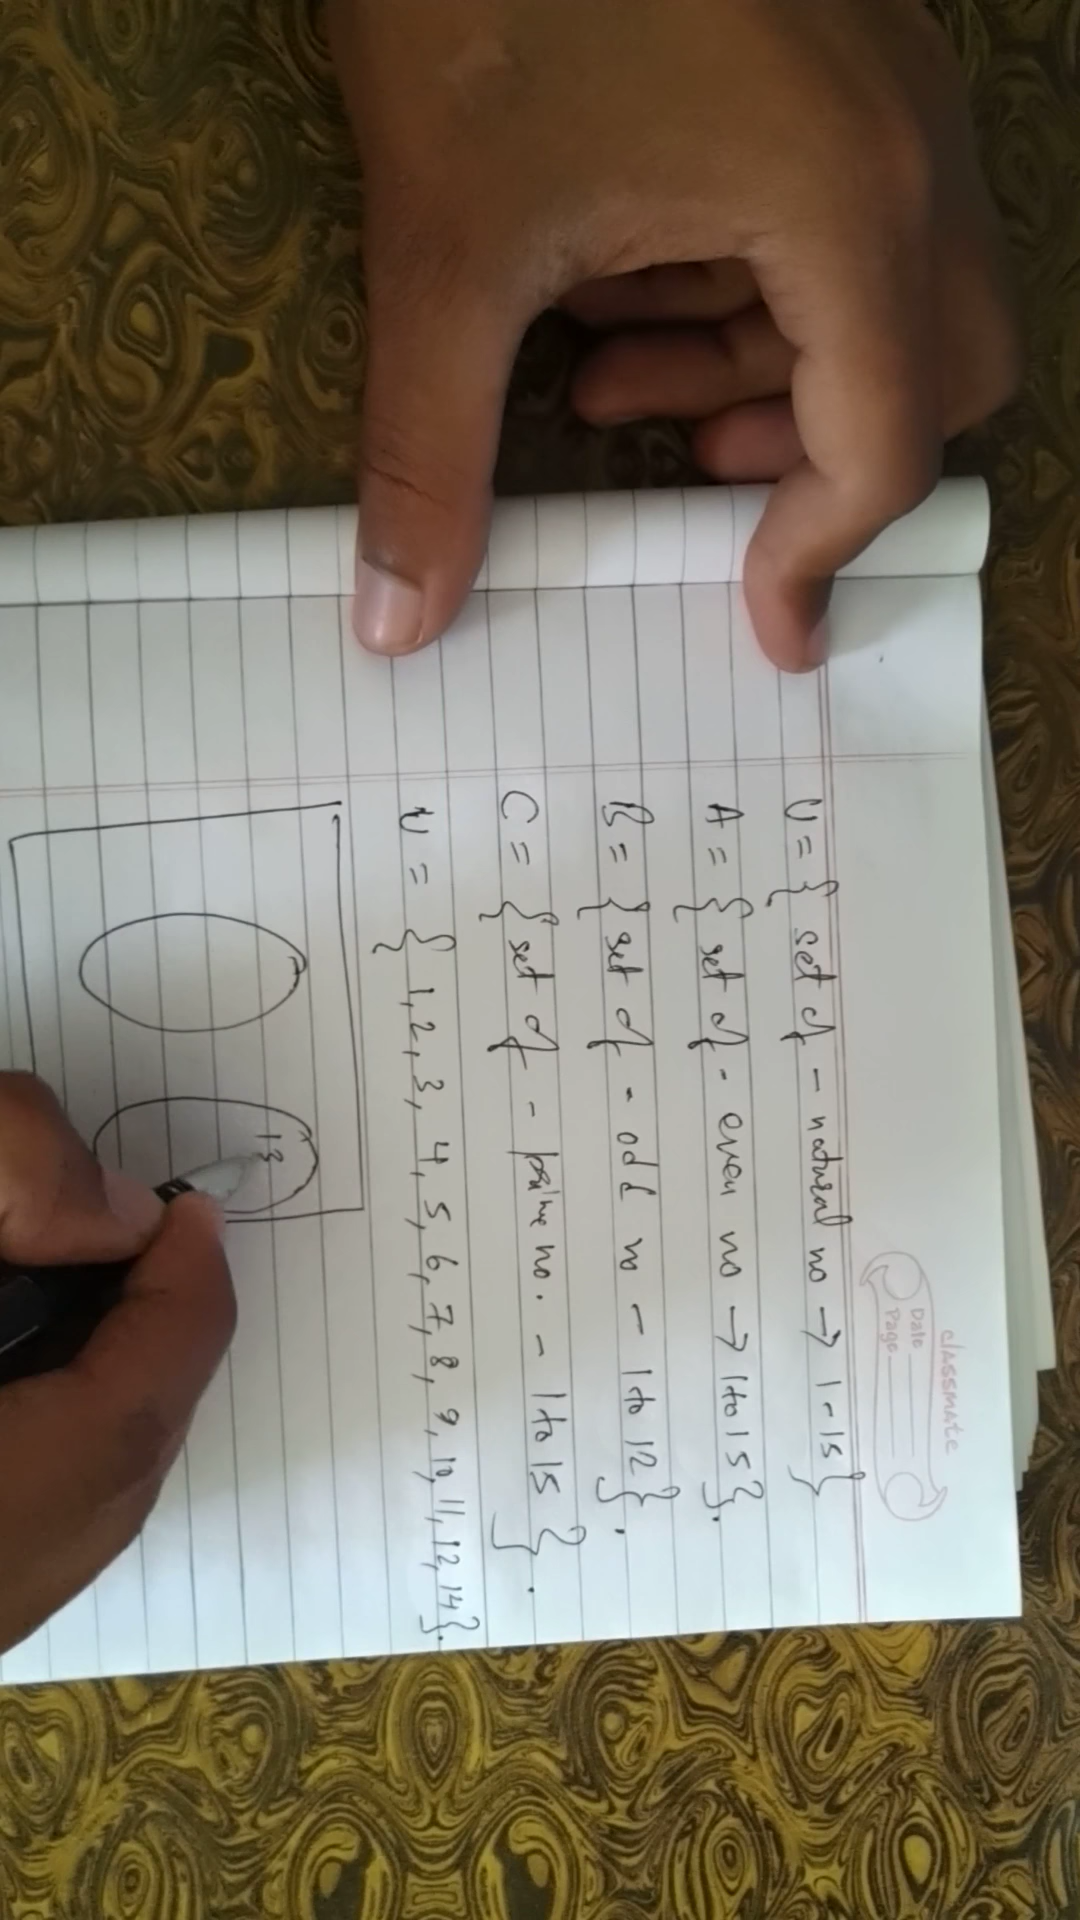 classmate
Date
Page
U = { set of – natural no → 1 - 15}
A = { set of - even no → 1 to 15}.
B = { set of - odd no – 1 to 12}.
C = { set of – prime no. – 1 to 15 }.
U = { 1, 2, 3, 4, 5, 6, 7, 8, 9, 10, 11, 12, 14}.
13